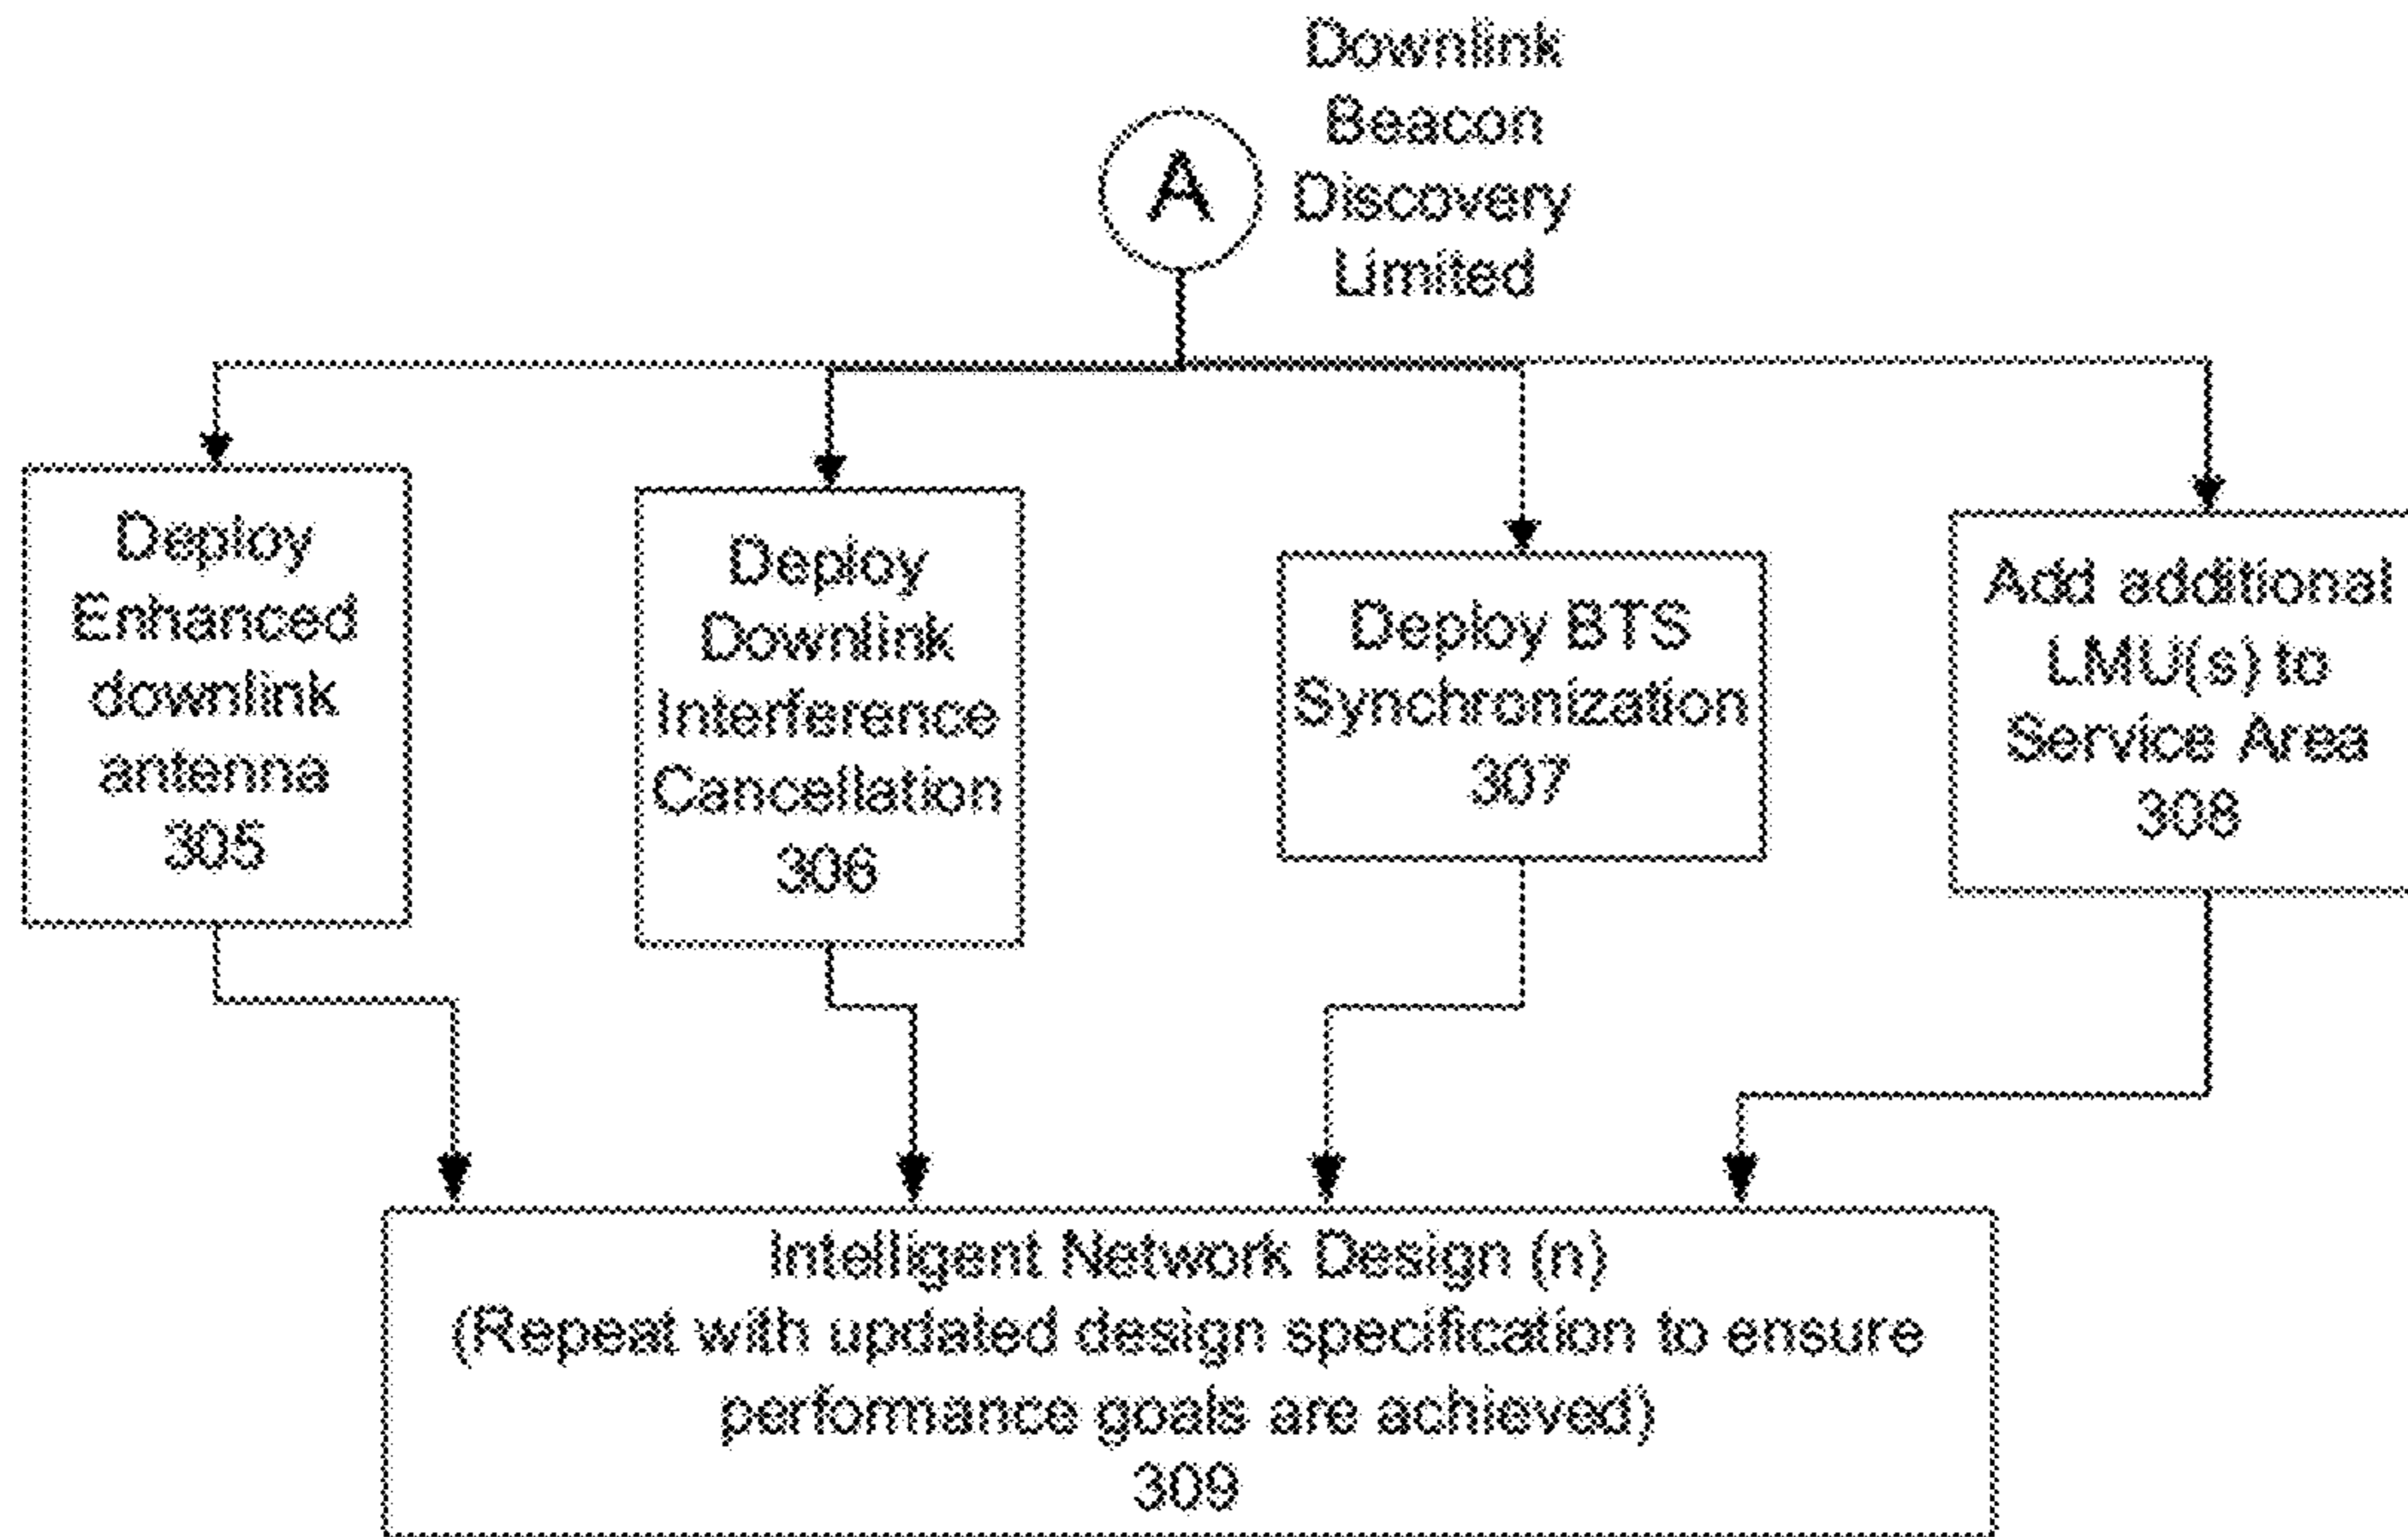 Downlink
Beacon
Discovery
Limited
A
Deploy
Enhanced
downlink
antenna
305
Deploy
Downlink
Interference
Cancellation
306
Deploy BTS
Synchronization
307
Add additional
LMU(s) to
Service Area
308
Intelligent Network Design (n)
(Repeat with updated design specification to ensure
performance goals are achieved)
309